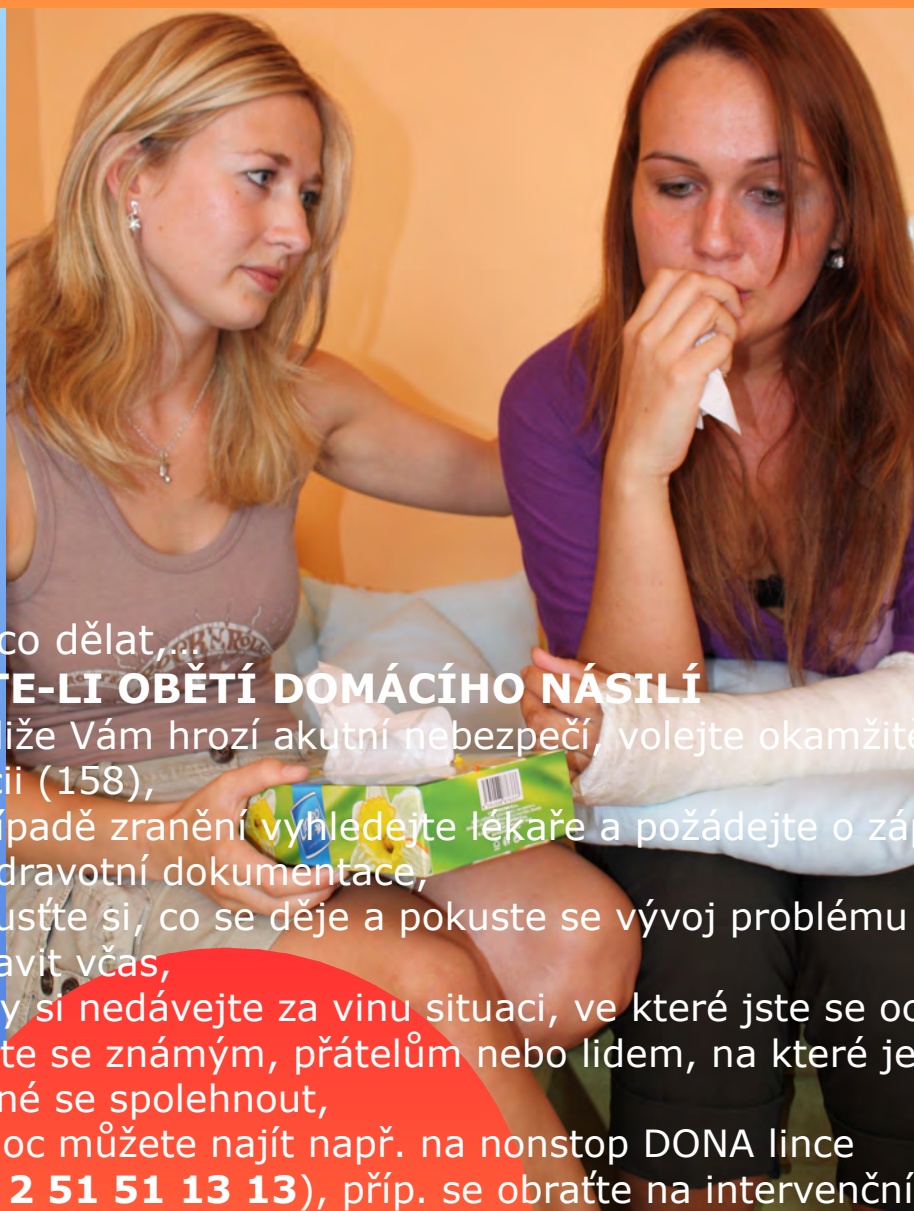 co dělat,...
TE-LI OBĚTÍ DOMÁCÍHO NÁSILÍ
liže Vám hrozí akutní nebezpečí, volejte okamžitě
ii (158),
ípadě zranění vyhledejte lékaře a požádejte o záp
dravotní dokumentace,
usťte si, co se děje a pokuste se vývoj problému
avit včas,
y si nedávejte za vinu situaci, ve které jste se oc
te se známým, přátelům nebo lidem, na které je
né se spolehnout,
oc můžete najít např. na nonstop DONA lince
2 51 51 13 13), příp. se obraťte na intervenční